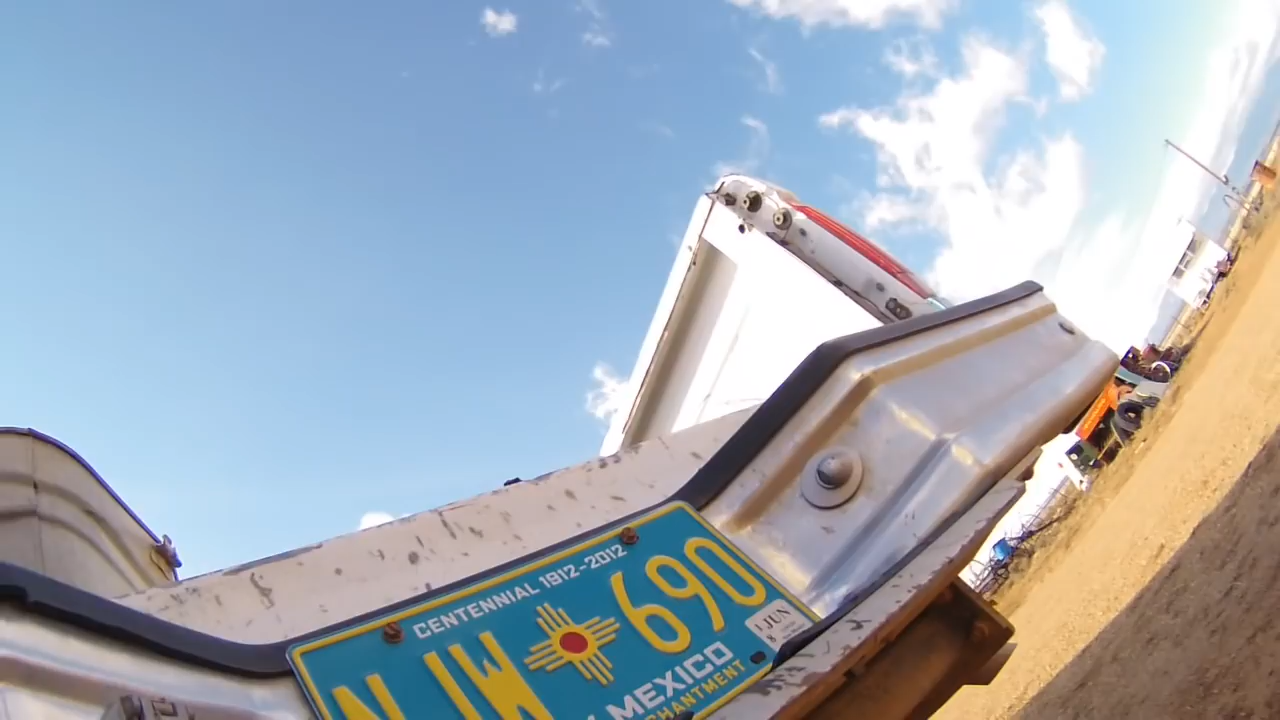 CENTENNIAL 1912-2012
NJW 690
JUN
MEXICO
CHANTMENT